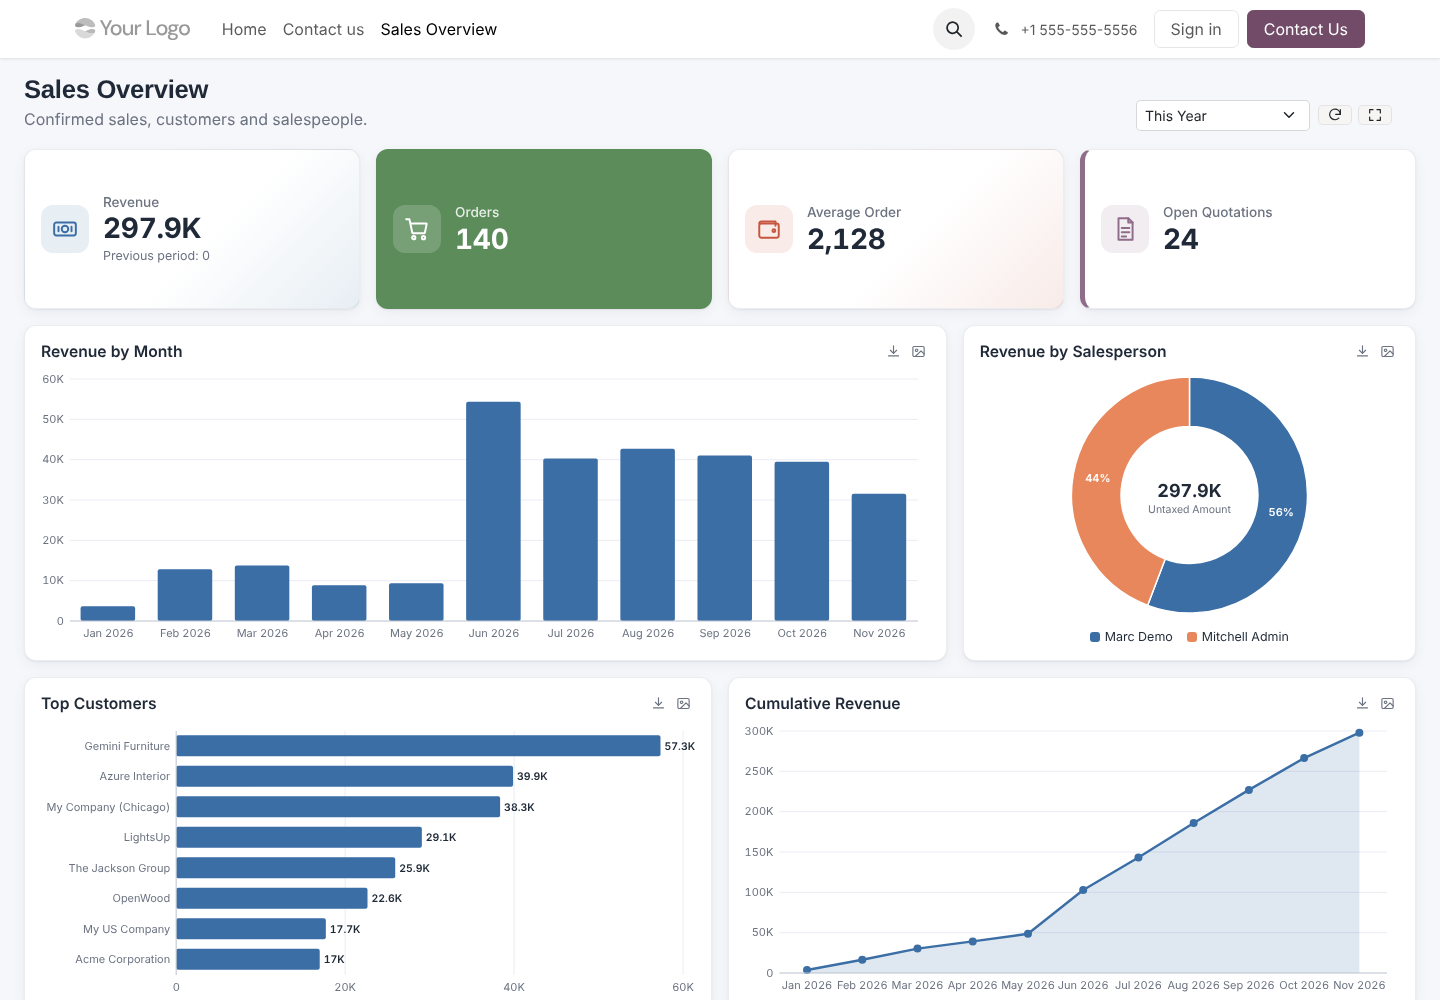 Your Logo
Home
Contact us
Sales Overview
+1 555-555-5556
Sign in
Contact Us
Sales Overview
Confirmed sales, customers and salespeople.
This Year
Revenue
297.9K
Previous period: 0
Orders
140
Average Order
2,128
Open Quotations
24
Revenue by Month
60K
50K
40K
30K
20K
10K
0
Jan 2026 Feb 2026 Mar 2026 Apr 2026 May 2026 Jun 2026 Jul 2026 Aug 2026 Sep 2026 Oct 2026 Nov 2026
Revenue by Salesperson
44%
297.9K
Untaxed Amount
56%
Marc Demo Mitchell Admin
Top Customers
Gemini Furniture 57.3K
Azure Interior 39.9K
My Company (Chicago) 38.3K
LightsUp 29.1K
The Jackson Group 25.9K
OpenWood 22.6K
My US Company 17.7K
Acme Corporation 17K
0 20K 40K 60K
Cumulative Revenue
300K
250K
200K
150K
100K
50K
0
Jan 2026 Feb 2026 Mar 2026 Apr 2026 May 2026 Jun 2026 Jul 2026 Aug 2026 Sep 2026 Oct 2026 Nov 2026